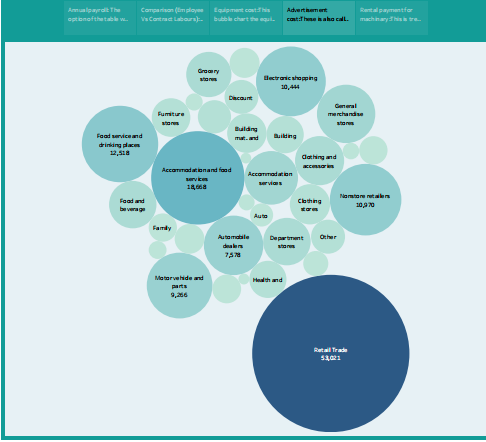 Annual payroll: The
option of the table w...
Comparison (Employee
Vs Contract Labours):...
Equipment cost:This
bubble chart the equi...
Advertisement
cost:These is also call...
Rental payment for
machinery:This is tre...
Grocery
stores
Electronic shopping
10,444
Discount
General
merchandise
stores
Furniture
stores
Building
mat. and
Building
Food service and
drinking places
12,518
Clothing and
accessories
Accommodation and food
services
18,668
Accommodation
services
Nonstore retailers
10,970
Food and
beverage
Clothing
stores
Auto
Family
Automobile
dealers
7,578
Department
stores
Other
Motor vehicle and
parts
9,266
Health and
Retail Trade
53,021